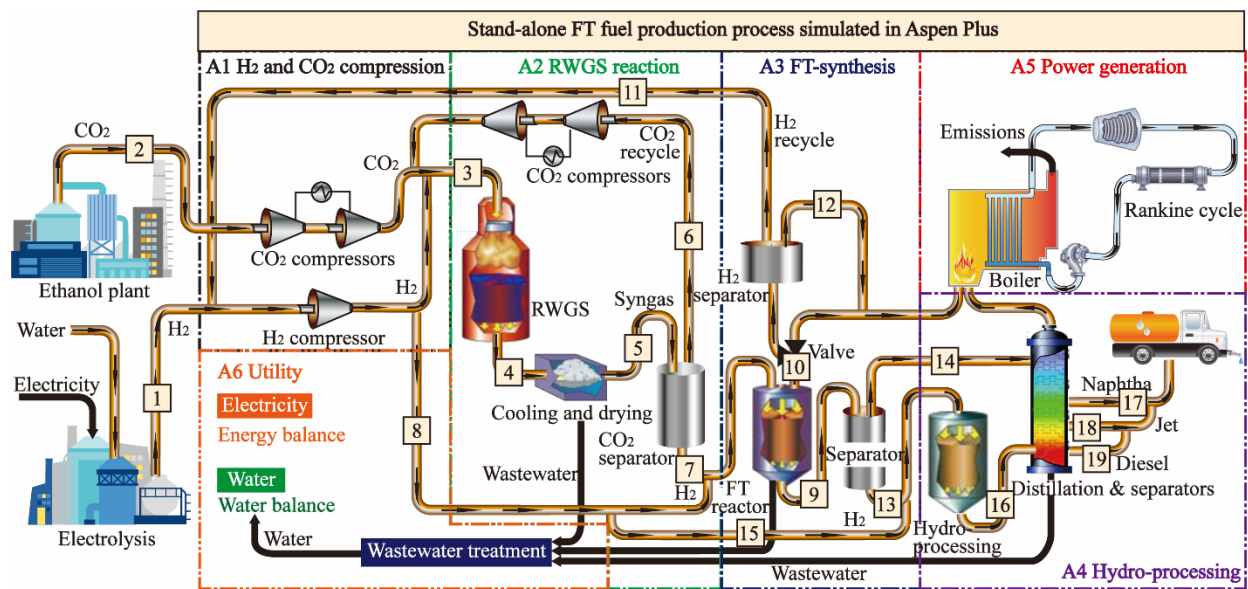 Stand-alone FT fuel production process simulated in Aspen Plus
A1 H₂ and CO₂ compression
A2 RWGS reaction
A3 FT-synthesis
A5 Power generation
11
CO₂
2
CO₂
3
CO₂
recycle
CO₂ compressors
H₂
recycle
Emissions
12
Rankine cycle
CO₂ compressors
6
Ethanol plant
H₂
separator
Boiler
H₂
H₂
H₂ compressor
RWGS
Syngas
5
Water
Valve
10
14
4
Cooling and drying
Naphtha
17
A6 Utility
Electricity
Energy balance
Electricity
1
8
18
Jet
CO₂
separator
Separator
19
Diesel
Wastewater
7
H₂
9
13
16
Distillation & separators
Water
Water balance
FT
reactor
H₂
15
Hydro-
processing
Electrolysis
Water
Wastewater treatment
Wastewater
A4 Hydro-processing